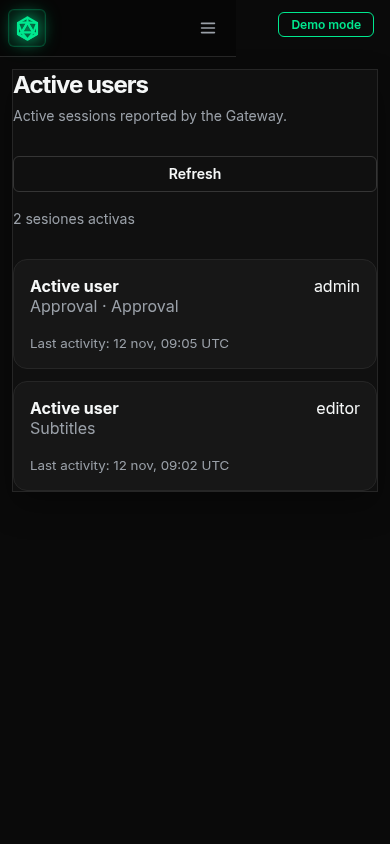 Demo mode
Active users
Active sessions reported by the Gateway.
Refresh
2 sesiones activas
Active user
admin
Approval · Approval
Last activity: 12 nov, 09:05 UTC
Active user
editor
Subtitles
Last activity: 12 nov, 09:02 UTC